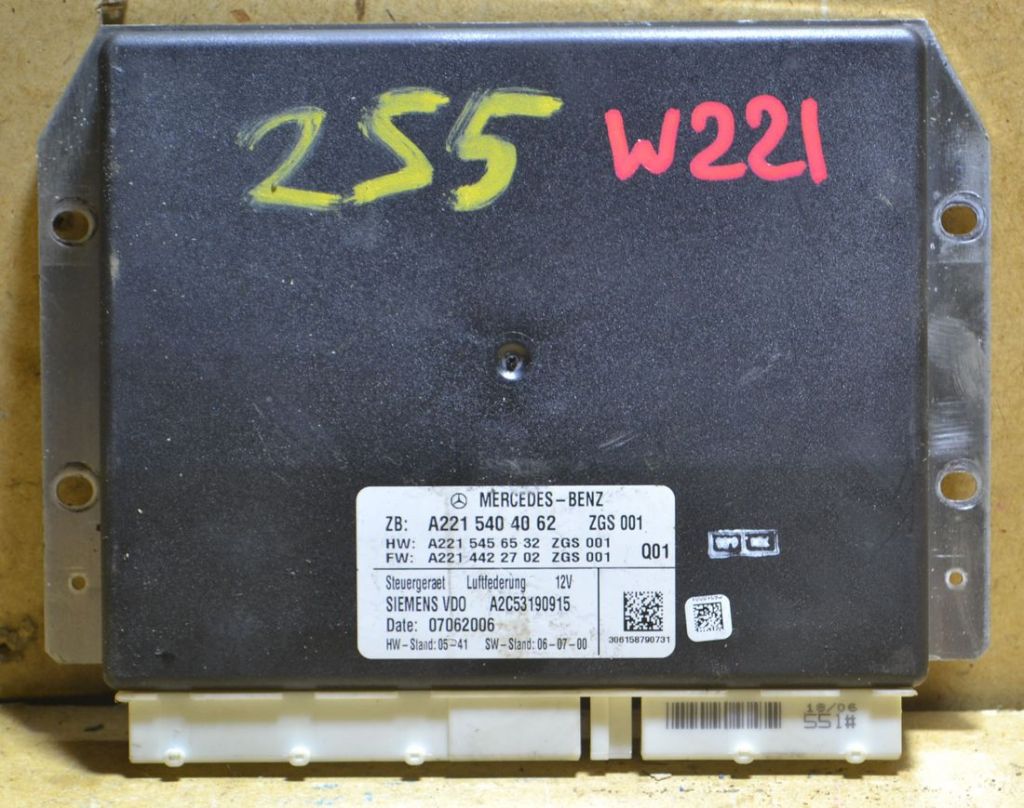 255 W221
MERCEDES-BENZ
ZB: A221 540 40 62 ZGS 001
HW: A221 545 65 32 ZGS 001
FW: A221 442 27 02 ZGS 001 Q01
Steuergeraet Luftfederung 12V
SIEMENS VDO A2C53190915
Date: 07062006
HW-Stand: 05-41 SW-Stand: 06-07-00
306158790731
18/06
551#